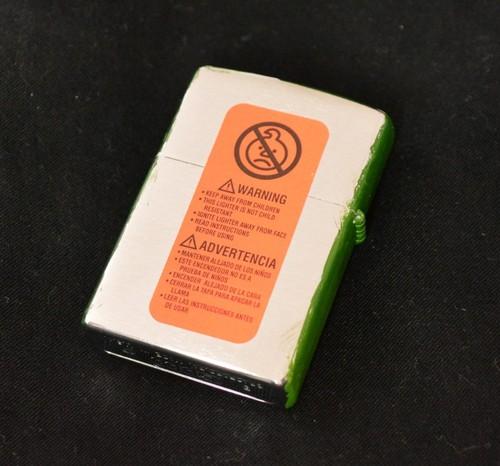 ⚠ WARNING
• KEEP AWAY FROM CHILDREN
• THIS LIGHTER IS NOT CHILD
RESISTANT
• IGNITE LIGHTER AWAY FROM FACE
• READ INSTRUCTIONS
BEFORE USING
⚠ ADVERTENCIA
• MANTENER ALEJADO DE LOS NIÑOS
• ESTE ENCENDEDOR NO ES A
PRUEBA DE NIÑOS
• ENCENDER ALEJADO DE LA CARA
• CERRAR LA TAPA PARA APAGAR LA
LLAMA
• LEER LAS INSTRUCCIONES ANTES
DE USAR